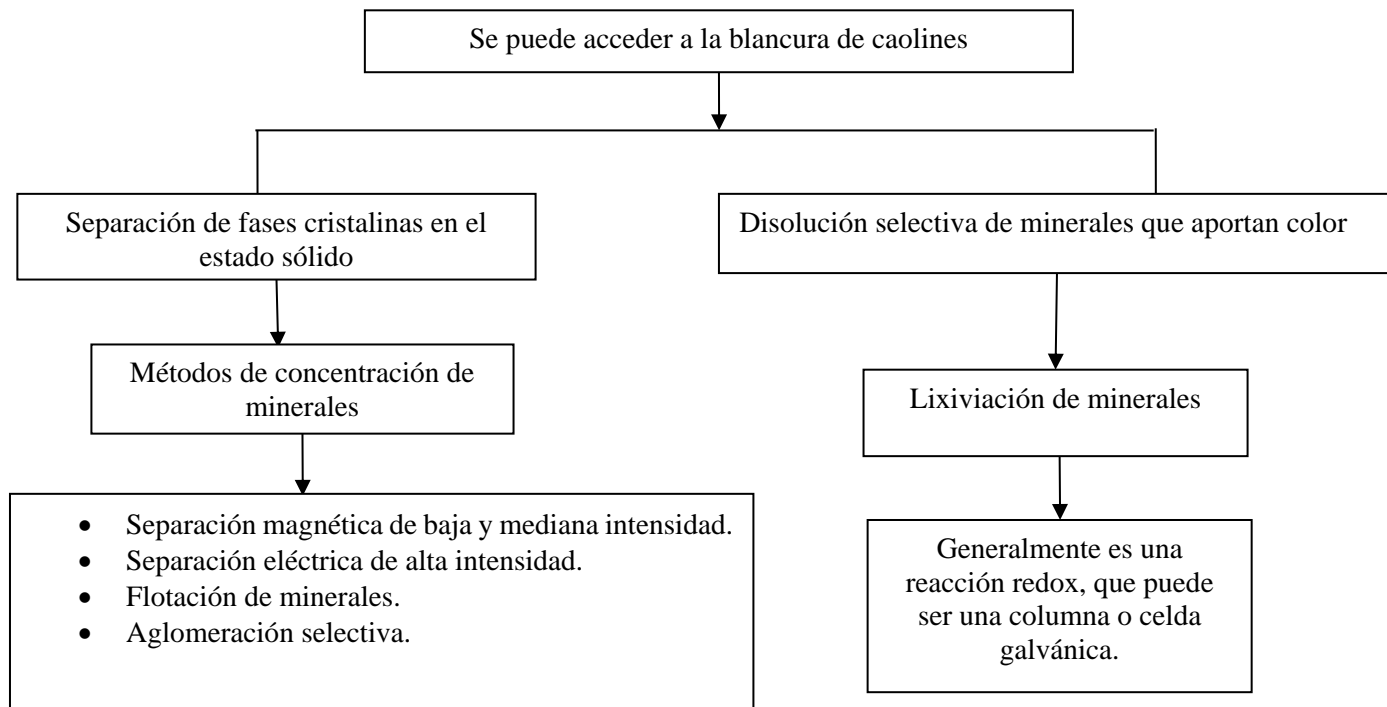 Se puede acceder a la blancura de caolines
Separación de fases cristalinas en el
estado sólido
Disolución selectiva de minerales que aportan color
Métodos de concentración de
minerales
Lixiviación de minerales
• Separación magnética de baja y mediana intensidad.
• Separación eléctrica de alta intensidad.
• Flotación de minerales.
• Aglomeración selectiva.
Generalmente es una
reacción redox, que puede
ser una columna o celda
galvánica.